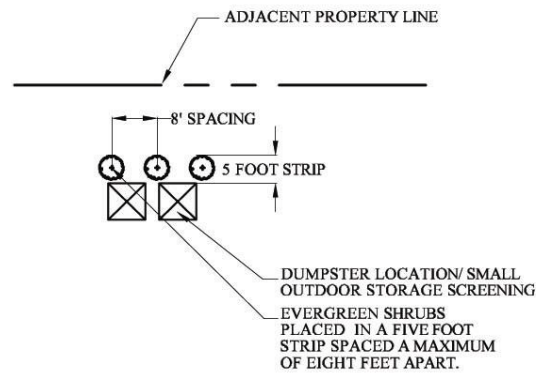 ADJACENT PROPERTY LINE
8' SPACING
5 FOOT STRIP
DUMPSTER LOCATION/ SMALL
OUTDOOR STORAGE SCREENING
EVERGREEN SHRUBS
PLACED IN A FIVE FOOT
STRIP SPACED A MAXIMUM
OF EIGHT FEET APART.